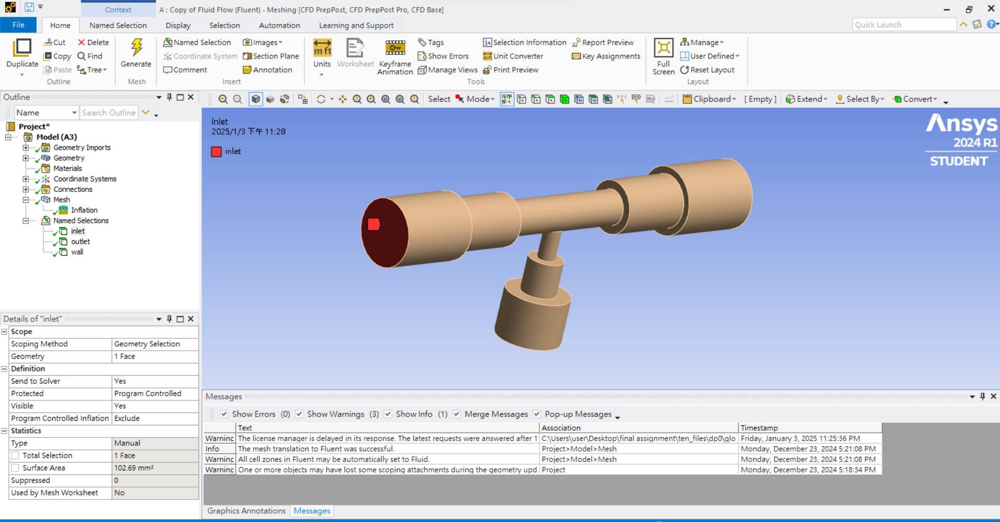 Context
A : Copy of Fluid Flow (Fluent) - Meshing [CFD PrepPost, CFD PrepPost Pro, CFD Base]
File
Home
Named Selection
Display
Selection
Automation
Learning and Support
Quick Launch
Duplicate
Cut
Copy
Paste
Delete
Find
Tree
Outline
Generate
Mesh
Named Selection
Coordinate System
Comment
Images
Section Plane
Annotation
Insert
mft
Units
Worksheet
Keyframe
Animation
Tags
Show Errors
Manage Views
Selection Information
Unit Converter
Print Preview
Report Preview
Key Assignments
Tools
Full
Screen
Manage
User Defined
Reset Layout
Layout
Outline
Name
Search Outline
Project*
Model (A3)
Geometry Imports
Geometry
Materials
Coordinate Systems
Connections
Mesh
Inflation
Named Selections
inlet
outlet
wall
Select
Mode
Clipboard
[ Empty ]
Extend
Select By
Convert
inlet
2025/1/3 下午 11:28
inlet
Ansys
2024 R1
STUDENT
Details of "inlet"
Scope
Scoping Method Geometry Selection
Geometry 1 Face
Definition
Send to Solver Yes
Protected Program Controlled
Visible Yes
Program Controlled Inflation Exclude
Statistics
Type Manual
Total Selection 1 Face
Surface Area 102.69 mm²
Suppressed 0
Used by Mesh Worksheet No
Messages
Show Errors (0) Show Warnings (3) Show Info (1) Merge Messages Pop-up Messages
Text Association Timestamp
Warning The license manager is delayed in its response. The latest requests were answered after 1 C:\Users\user\Desktop\final assignment\ten_files\dp0\glo Friday, January 3, 2025 11:25:36 PM
Info The mesh translation to Fluent was successful. Project>Model>Mesh Monday, December 23, 2024 5:21:08 PM
Warning All cell zones in Fluent may be automatically set to Fluid. Project>Model>Mesh Monday, December 23, 2024 5:21:08 PM
Warning One or more objects may have lost some scoping attachments during the geometry upd Project Monday, December 23, 2024 5:18:34 PM
Graphics Annotations
Messages